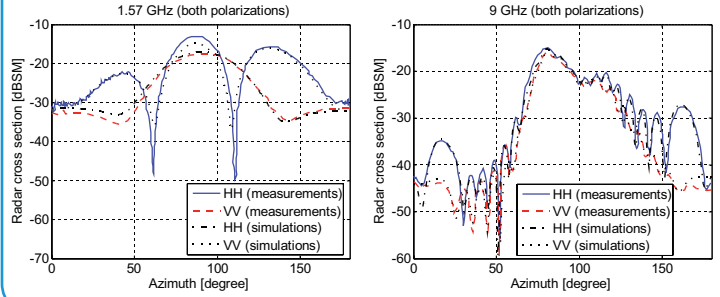 1.57 GHz (both polarizations)
-10
-20
-30
-40
-50
-60
-70
Radar cross section [dBSM]
HH (measurements)
VV (measurements)
HH (simulations)
VV (simulations)
0 50 100 150
Azimuth [degree]
9 GHz (both polarizations)
-10
-20
-30
-40
-50
-60
Radar cross section [dBSM]
HH (measurements)
VV (measurements)
HH (simulations)
VV (simulations)
0 50 100 150
Azimuth [degree]